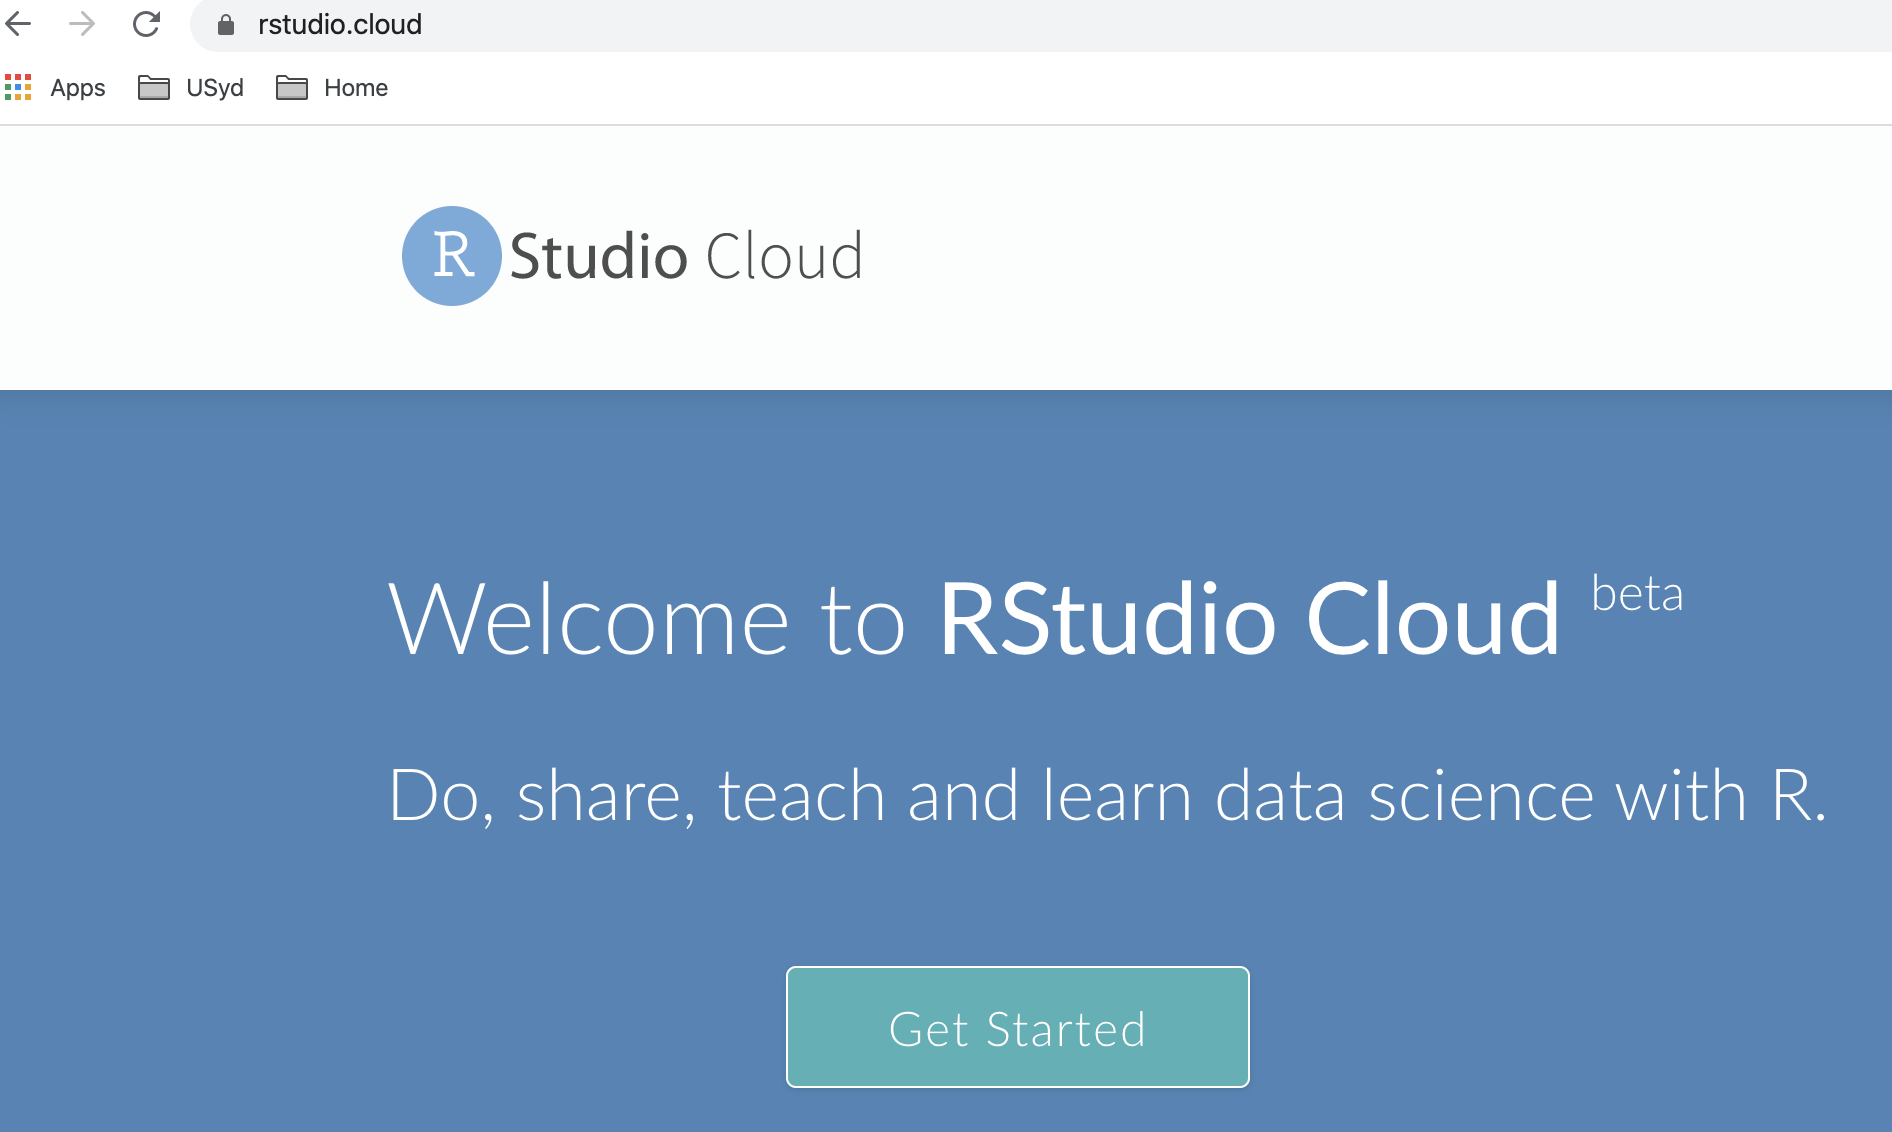 rstudio.cloud
Apps USyd Home
R Studio Cloud
Welcome to RStudio Cloud beta
Do, share, teach and learn data science with R.
Get Started